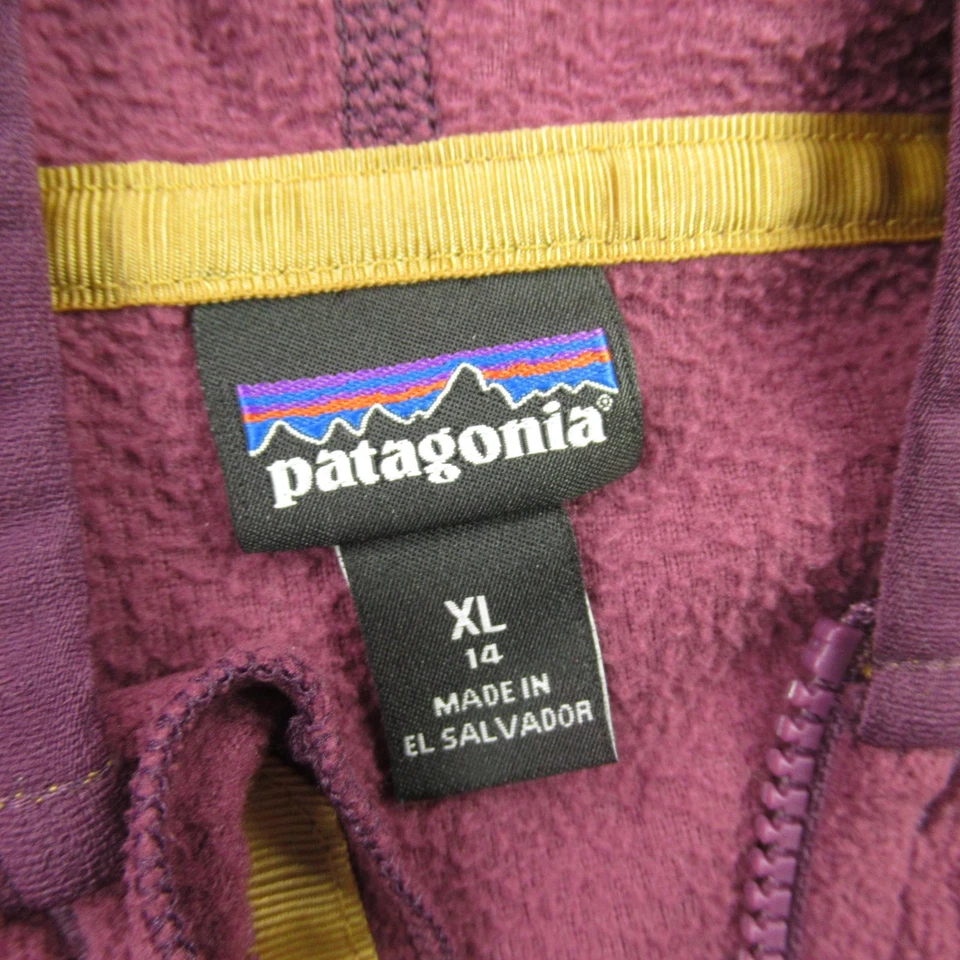 patagonia®
XL
14
MADE IN
EL SALVADOR